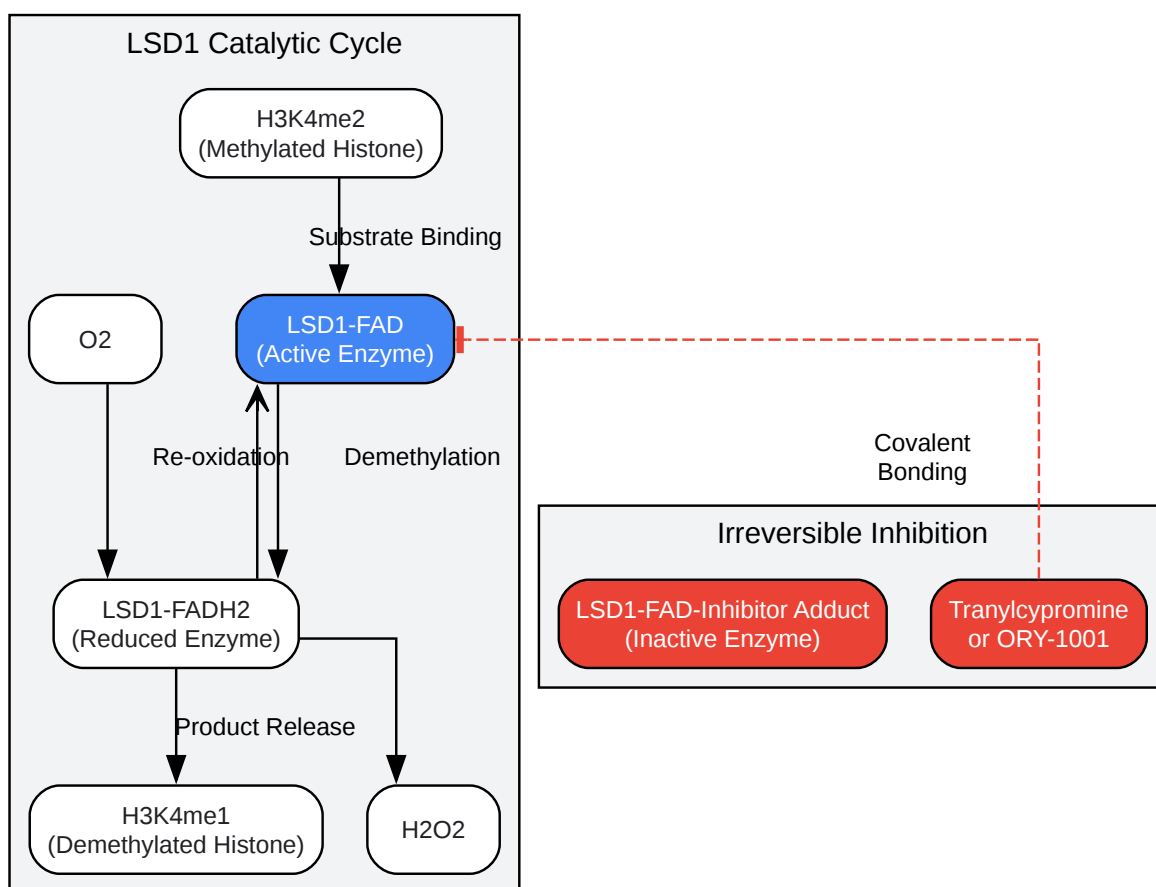 LSD1 Catalytic Cycle
H3K4me2
(Methylated Histone)
Substrate Binding
O2
LSD1-FAD
(Active Enzyme)
Re-oxidation
Demethylation
LSD1-FADH2
(Reduced Enzyme)
Product Release
H3K4me1
(Demethylated Histone)
H2O2
Covalent
Bonding
Irreversible Inhibition
LSD1-FAD-Inhibitor Adduct
(Inactive Enzyme)
Tranylcypromine
or ORY-1001